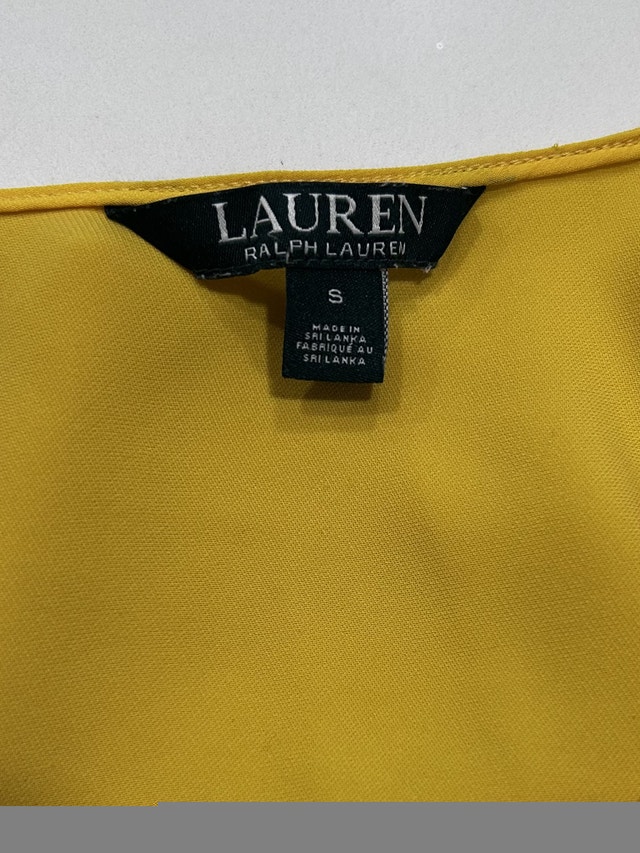 LAUREN
RALPH LAUREN
S
MADE IN
SRI LANKA
FABRIQUÉ AU
SRI LANKA